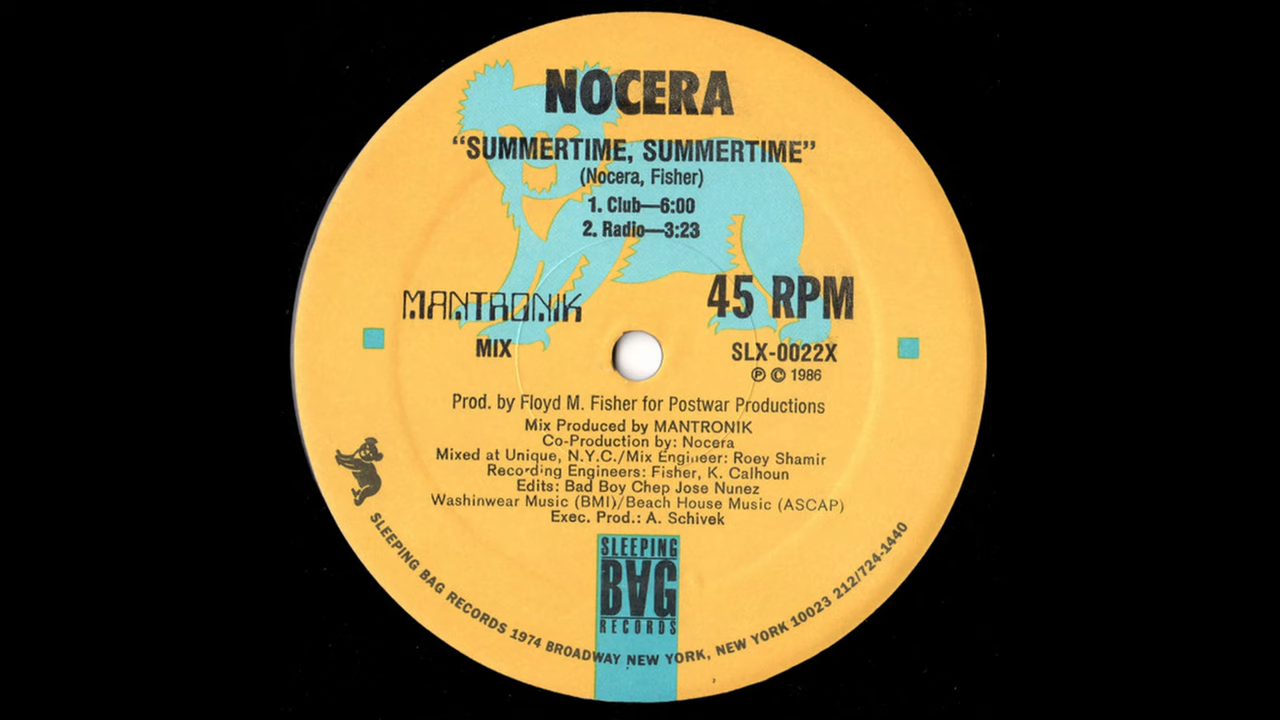 NOCERA
“SUMMERTIME, SUMMERTIME”
(Nocera, Fisher)
1. Club—6:00
2. Radio—3:23
MANTRONIK
MIX
45 RPM
SLX-0022X
Ⓟ © 1986
Prod. by Floyd M. Fisher for Postwar Productions
Mix Produced by MANTRONIK
Co-Production by: Nocera
Mixed at Unique, N.Y.C./Mix Engineer: Roey Shamir
Recording Engineers: Fisher, K. Calhoun
Edits: Bad Boy Chep Jose Nunez
Washinwear Music (BMI)/Beach House Music (ASCAP)
Exec. Prod.: A. Schivek
SLEEPING
BAG
RECORDS
SLEEPING BAG RECORDS 1974 BROADWAY NEW YORK, NEW YORK 10023 212/724-1440